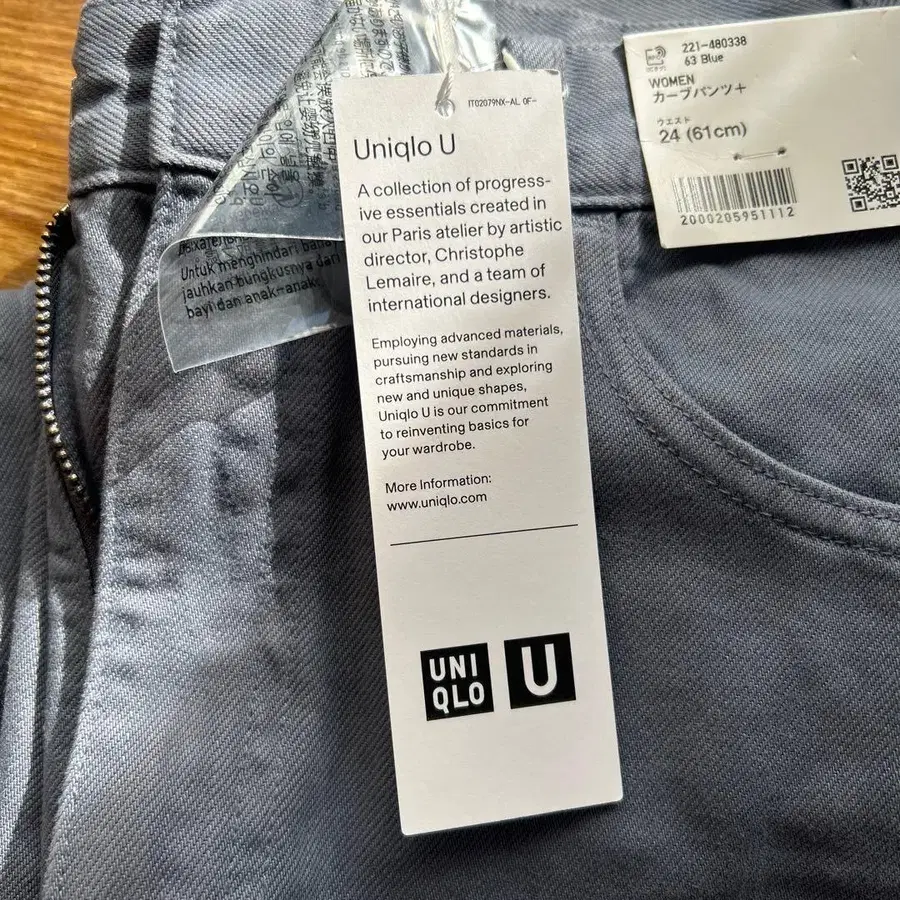 IT02079NX-AL 0F-
Uniqlo U
A collection of progress-
ive essentials created in
our Paris atelier by artistic
director, Christophe
Lemaire, and a team of
international designers.
Employing advanced materials,
pursuing new standards in
craftsmanship and exploring
new and unique shapes,
Uniqlo U is our commitment
to reinventing basics for
your wardrobe.
More Information:
www.uniqlo.com
UNI
QLO
U
221-480338
63 Blue
WOMEN
カーブパンツ+
ウエスト
24 (61cm)
2000205951112
Untuk menghindari
jauhkan bungkusnya dari
bayi dan anak-anak